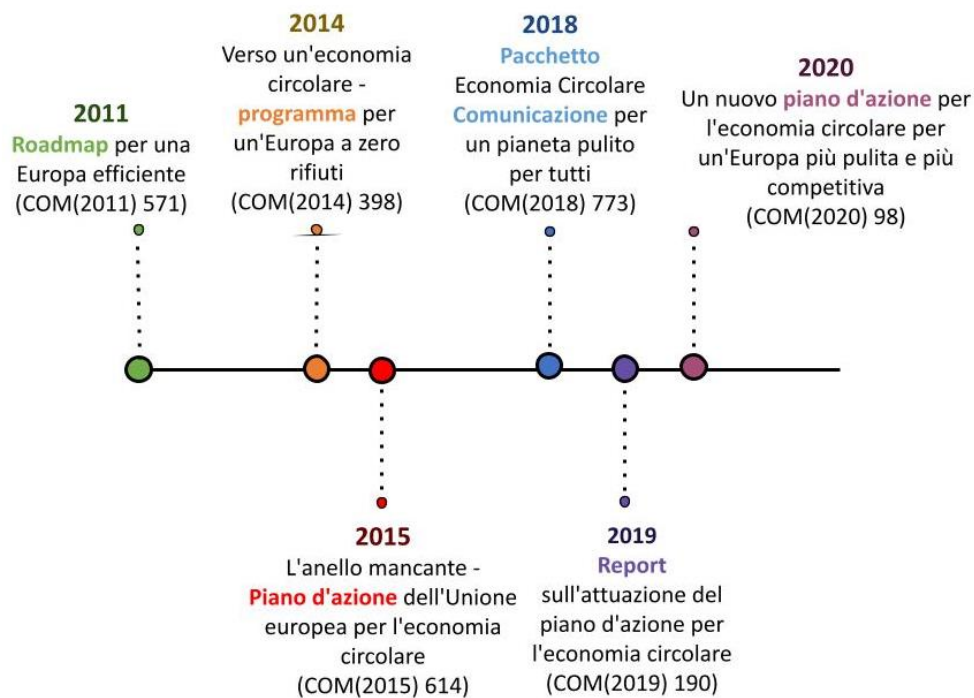 2011
Roadmap per una
Europa efficiente
(COM(2011) 571)
2014
Verso un'economia
circolare -
programma per
un'Europa a zero
rifiuti
(COM(2014) 398)
2018
Pacchetto
Economia Circolare
Comunicazione per
un pianeta pulito
per tutti
(COM(2018) 773)
2020
Un nuovo piano d'azione per
l'economia circolare per
un'Europa più pulita e più
competitiva
(COM(2020) 98)
2015
L'anello mancante -
Piano d'azione dell'Unione
europea per l'economia
circolare
(COM(2015) 614)
2019
Report
sull'attuazione del
piano d'azione per
l'economia circolare
(COM(2019) 190)